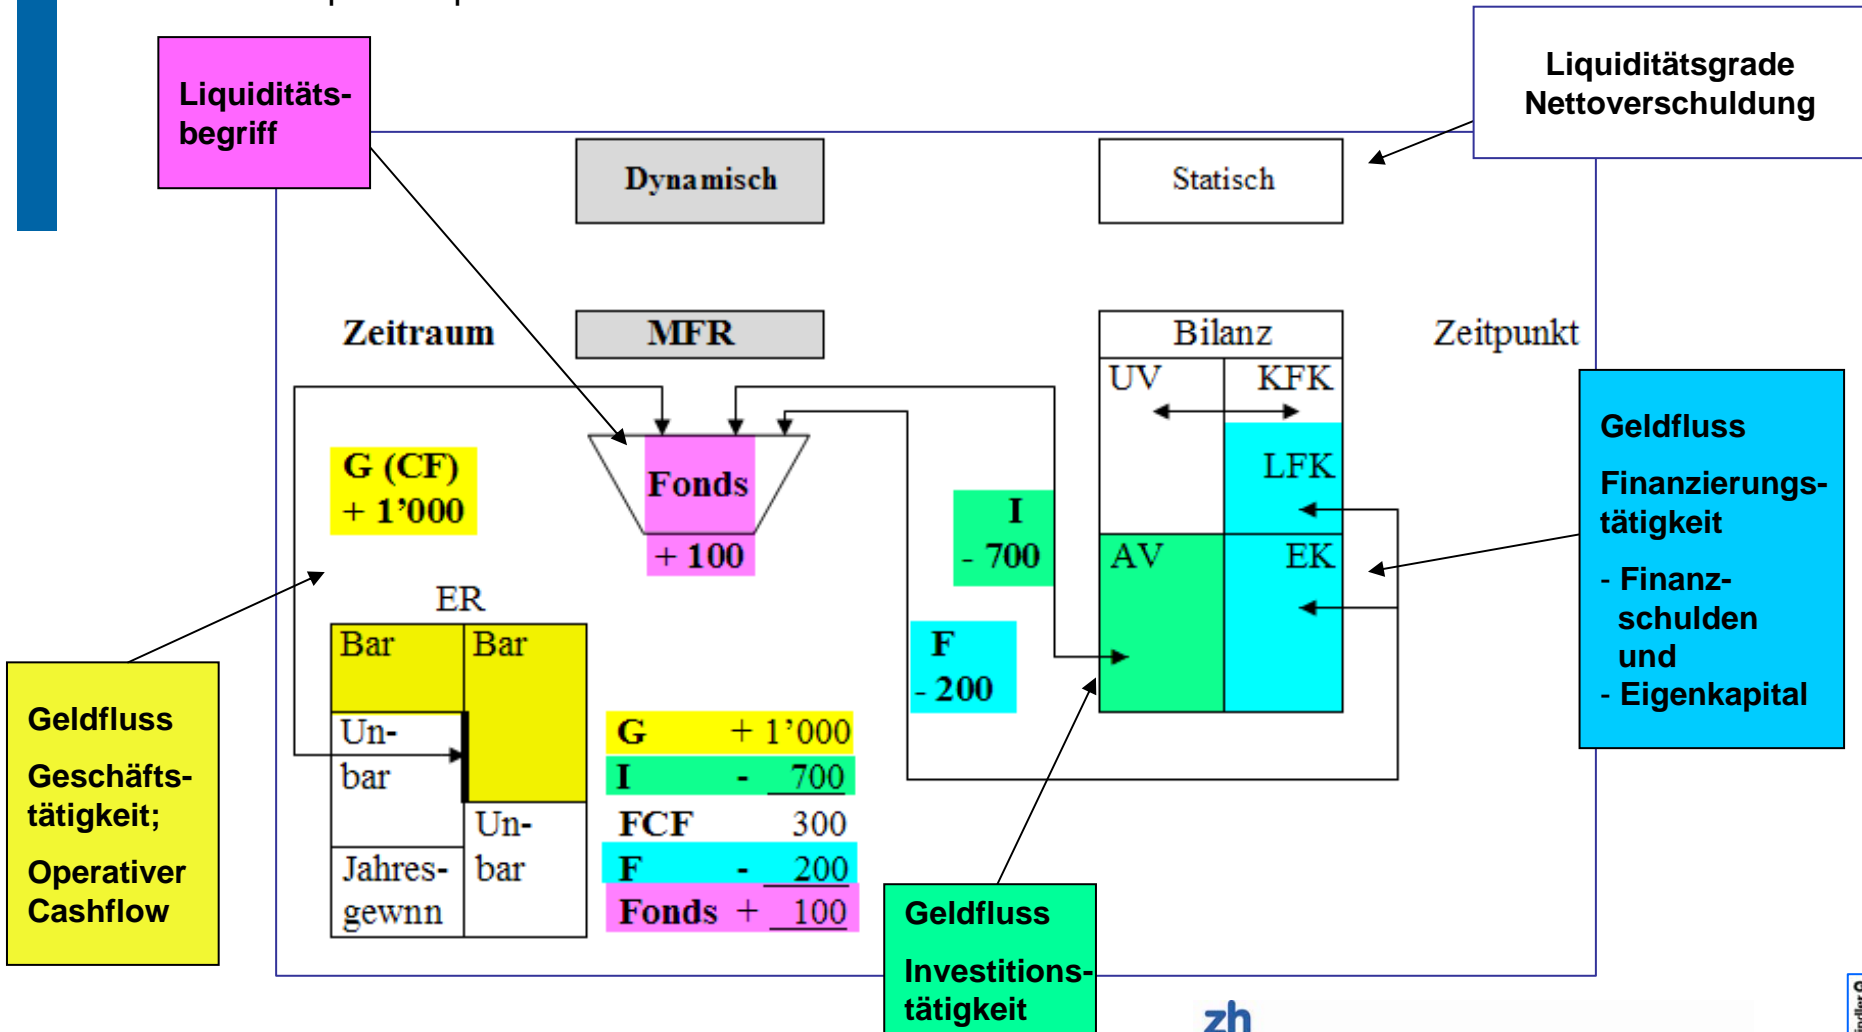 Liquiditäts-
begriff
Liquiditätsgrade
Nettoverschuldung
Dynamisch
Statisch
Zeitraum
MFR
Bilanz
Zeitpunkt
UV
KFK
LFK
AV
EK
G (CF)
+ 1’000
Fonds
+ 100
I
- 700
F
- 200
Geldfluss
Finanzierungs-
tätigkeit
- Finanz-
schulden
und
- Eigenkapital
ER
Bar
Bar
Un-
bar
Un-
bar
Jahres-
gewnn
G + 1’000
I - 700
FCF 300
F - 200
Fonds + 100
Geldfluss
Geschäfts-
tätigkeit;
Operativer
Cashflow
Geldfluss
Investitions-
tätigkeit
zh